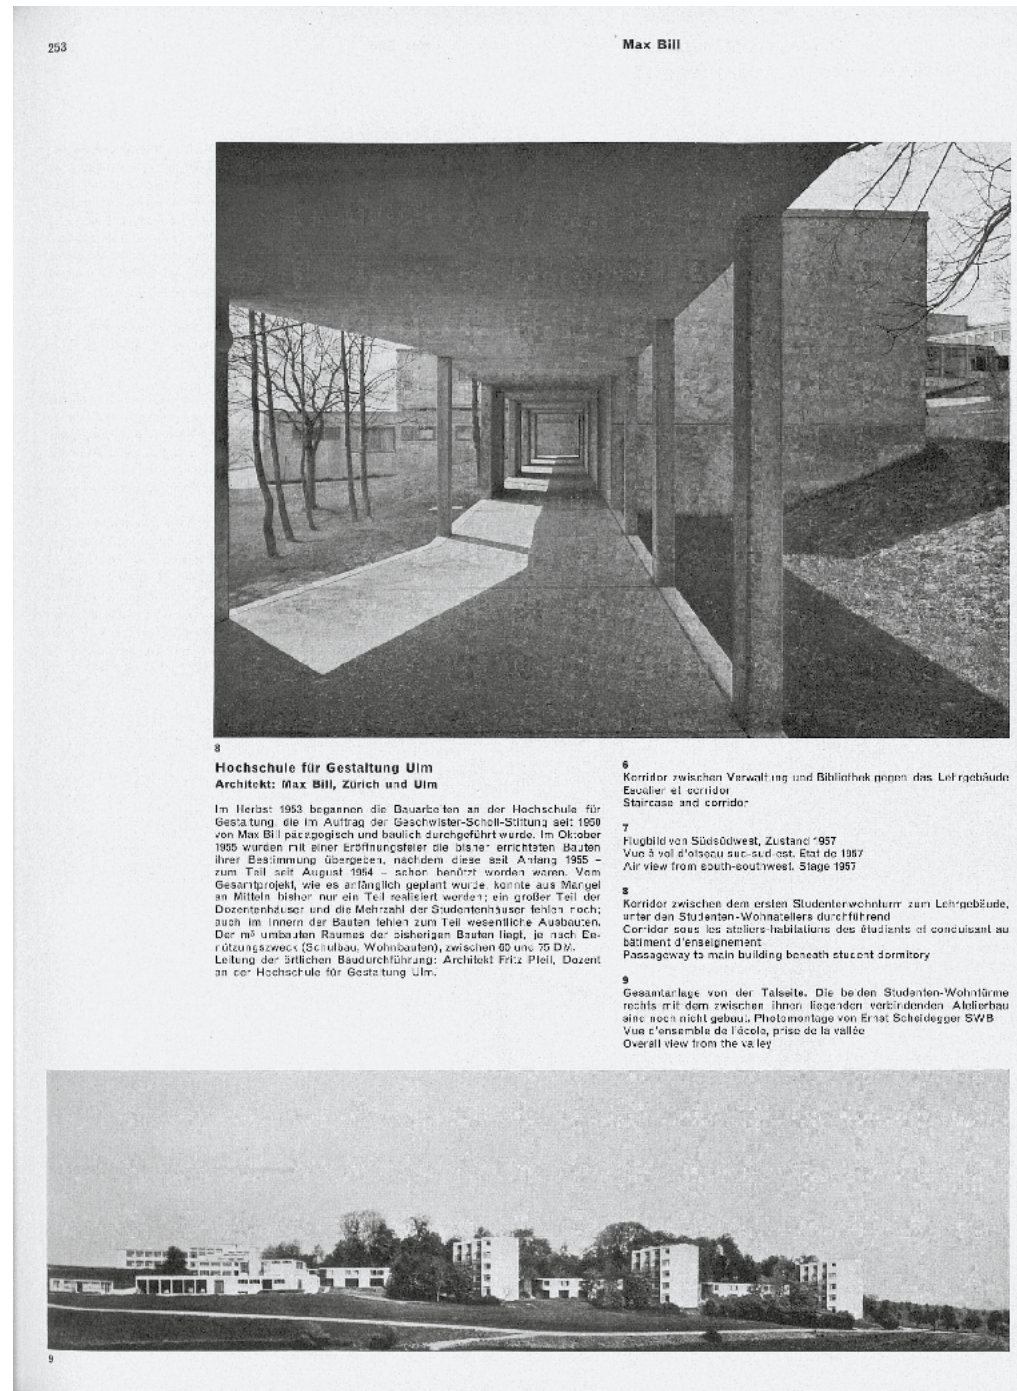 253
Max Bill
8
Hochschule für Gestaltung Ulm
Architekt: Max Bill, Zürich und Ulm
Im Herbst 1953 begannen die Bauarbeiten an der Hochschule für
Gestaltung, die im Auftrag der Geschwister-Scholl-Stiftung seit 1950
von Max Bill pädagogisch und baulich durchgeführt wurde. Im Oktober
1955 wurden mit einer Eröffnungsfeier die bisher errichteten Bauten
ihrer Bestimmung übergeben, nachdem diese seit Anfang 1955 –
zum Teil seit August 1954 – schon benützt worden waren. Vom
Gesamtprojekt, wie es anfänglich geplant wurde, konnte aus Mangel
an Mitteln bisher nur ein Teil realisiert werden; ein großer Teil der
Dozentenhäuser und die Mehrzahl der Studentenhäuser fehlen noch;
auch im Innern der Bauten fehlen zum Teil wesentliche Ausbauten.
Der m³ umbauten Raumes der bisherigen Bauten liegt, je nach Be-
nützungszweck (Schulbau, Wohnbauten), zwischen 60 und 75 DM.
Leitung der örtlichen Baudurchführung: Architekt Fritz Pfeil, Dozent
an der Hochschule für Gestaltung Ulm.
6
Korridor zwischen Verwaltung und Bibliothek gegen das Lehrgebäude
Escalier et corridor
Staircase and corridor
7
Flugbild von Südsüdwest, Zustand 1957
Vue à vol d'oiseau sud-sud-est. Etat de 1957
Air view from south-southwest. Stage 1957
8
Korridor zwischen dem ersten Studentenwohnturm zum Lehrgebäude,
unter den Studenten-Wohnateliers durchführend
Corridor sous les ateliers-habitations des étudiants et conduisant au
bâtiment d'enseignement
Passageway to main building beneath student dormitory
9
Gesamtanlage von der Talseite. Die beiden Studenten-Wohntürme
rechts mit dem zwischen ihnen liegenden verbindenden Atelierbau
sind noch nicht gebaut. Photomontage von Ernst Scheidegger SWB
Vue d'ensemble de l'école, prise de la vallée
Overall view from the valley
9